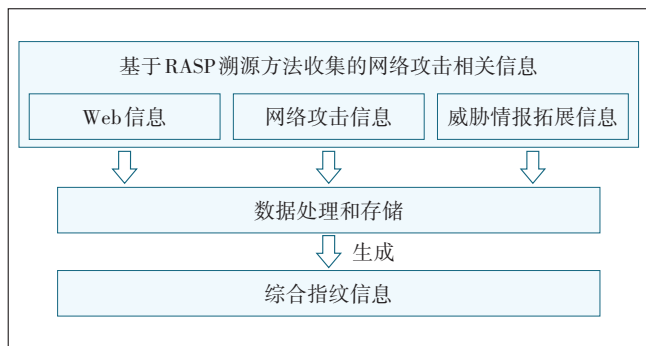 基于RASP溯源方法收集的网络攻击相关信息
Web信息
网络攻击信息
威胁情报拓展信息
数据处理和存储
生成
综合指纹信息